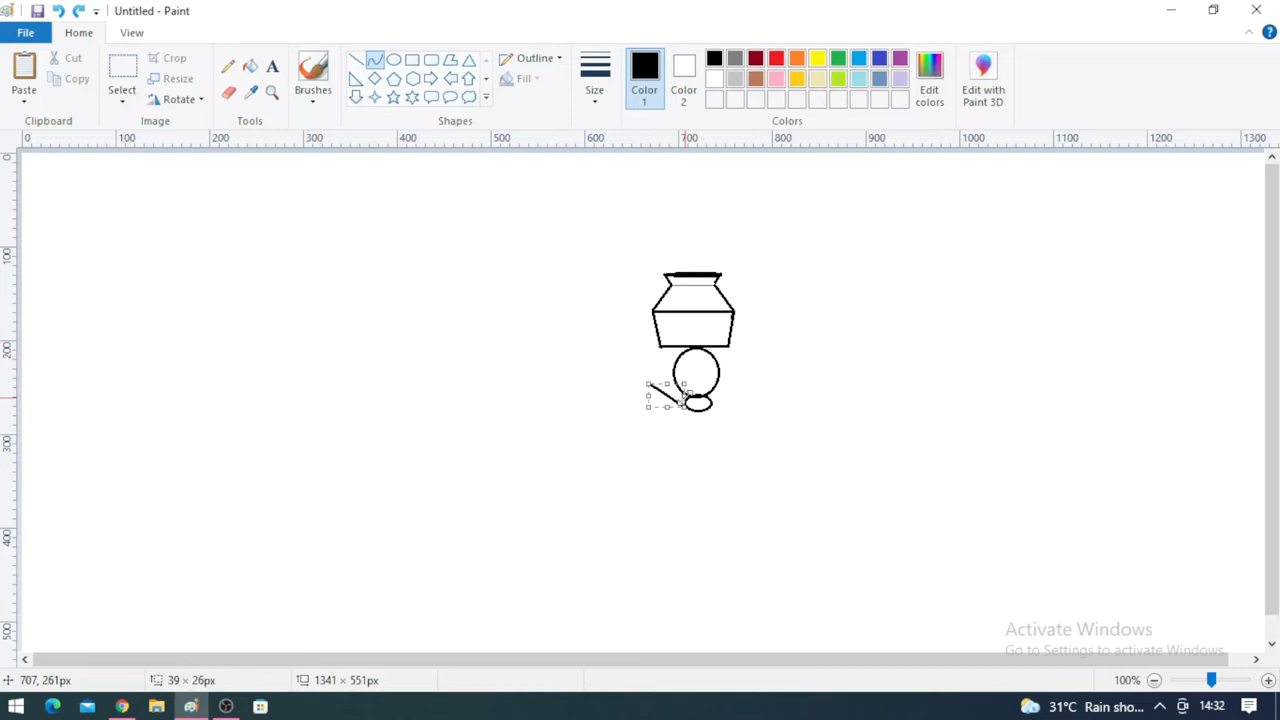 Untitled - Paint
File
Home
View
Paste
Cut
Copy
Clipboard
Select
Crop
Resize
Rotate
Image
Tools
Brushes
Shapes
Outline
Fill
Size
Color 1
Color 2
Edit colors
Colors
Edit with Paint 3D
0 100 200 300 400 500 600 700 800 900 1000 1100 1200 1300
0
100
200
300
400
500
Activate Windows
Go to Settings to activate Windows.
707, 261px
39 × 26px
1341 × 551px
100%
31°C Rain sho...
14:32